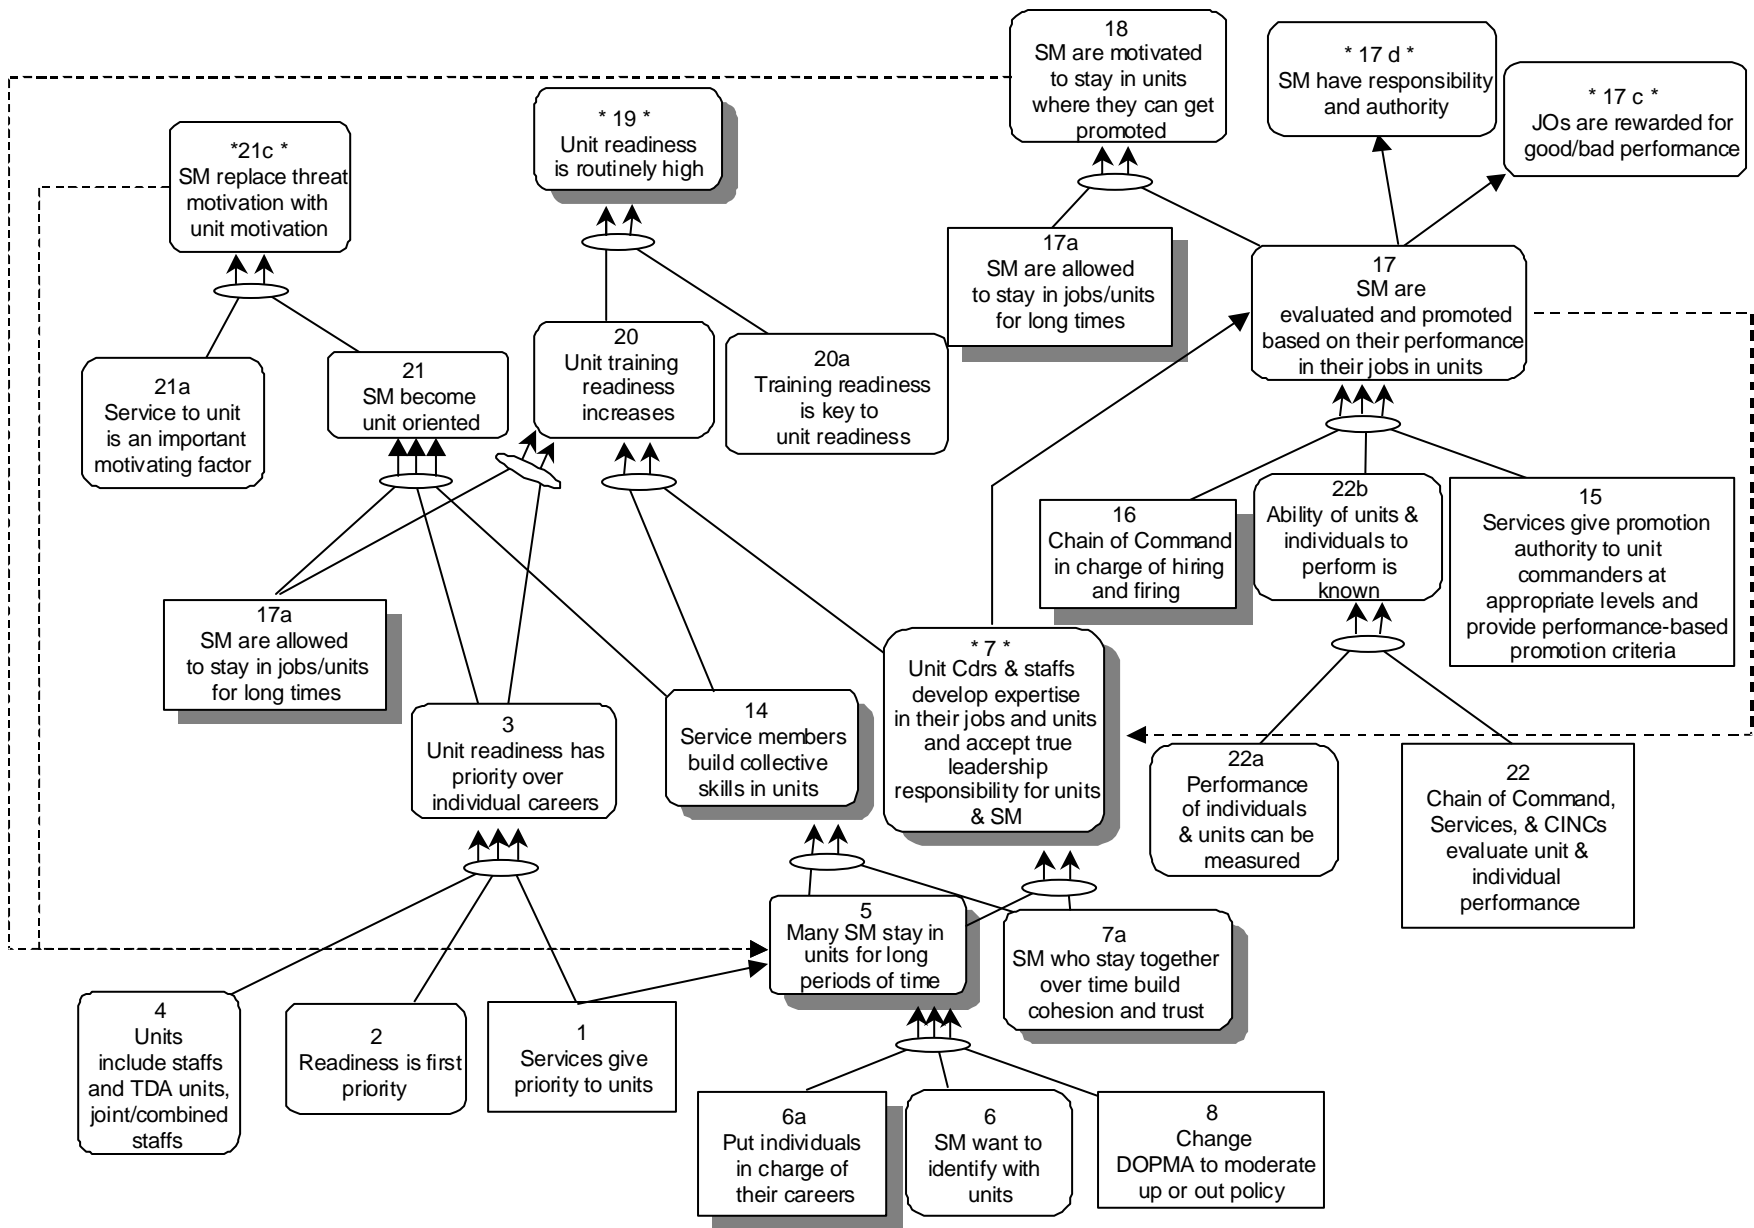 18
SM are motivated
to stay in units
where they can get
promoted
* 17 d *
SM have responsibility
and authority
* 17 c *
JOs are rewarded for
good/bad performance
* 19 *
Unit readiness
is routinely high
*21c *
SM replace threat
motivation with
unit motivation
17a
SM are allowed
to stay in jobs/units
for long times
17
SM are
evaluated and promoted
based on their performance
in their jobs in units
21a
Service to unit
is an important
motivating factor
21
SM become
unit oriented
20
Unit training
readiness
increases
20a
Training readiness
is key to
unit readiness
16
Chain of Command
in charge of hiring
and firing
22b
Ability of units &
individuals to
perform is
known
15
Services give promotion
authority to unit
commanders at
appropriate levels and
provide performance-based
promotion criteria
17a
SM are allowed
to stay in jobs/units
for long times
3
Unit readiness has
priority over
individual careers
14
Service members
build collective
skills in units
* 7 *
Unit Cdrs & staffs
develop expertise
in their jobs and units
and accept true
leadership
responsibility for units
& SM
22a
Performance
of individuals
& units can be
measured
22
Chain of Command,
Services, & CINCs
evaluate unit &
individual
performance
5
Many SM stay in
units for long
periods of time
7a
SM who stay together
over time build
cohesion and trust
4
Units
include staffs
and TDA units,
joint/combined
staffs
2
Readiness is first
priority
1
Services give
priority to units
6a
Put individuals
in charge of
their careers
6
SM want to
identify with
units
8
Change
DOPMA to moderate
up or out policy